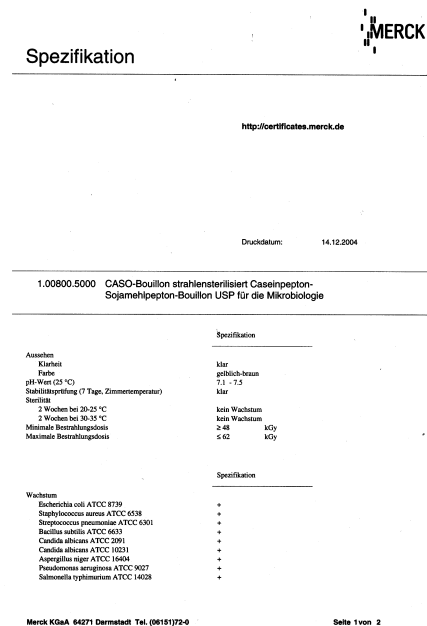 MERCK
Spezifikation
http://certificates.merck.de
Druckdatum: 14.12.2004
1.00800.5000 CASO-Bouillon strahlensterilisiert Caseinpepton-
Sojamehlpepton-Bouillon USP für die Mikrobiologie
Spezifikation
Aussehen
Klarheit klar
Farbe gelblich-braun
pH-Wert (25 °C) 7.1 - 7.5
Stabilitätsprüfung (7 Tage, Zimmertemperatur) klar
Sterilität
2 Wochen bei 20-25 °C kein Wachstum
2 Wochen bei 30-35 °C kein Wachstum
Minimale Bestrahlungsdosis ≥ 48 kGy
Maximale Bestrahlungsdosis ≤ 62 kGy
Spezifikation
Wachstum
Escherichia coli ATCC 8739 +
Staphylococcus aureus ATCC 6538 +
Streptococcus pneumoniae ATCC 6301 +
Bacillus subtilis ATCC 6633 +
Candida albicans ATCC 2091 +
Candida albicans ATCC 10231 +
Aspergillus niger ATCC 16404 +
Pseudomonas aeruginosa ATCC 9027 +
Salmonella typhimurium ATCC 14028 +
Merck KGaA 64271 Darmstadt Tel. (06151)72-0 Seite 1 von 2